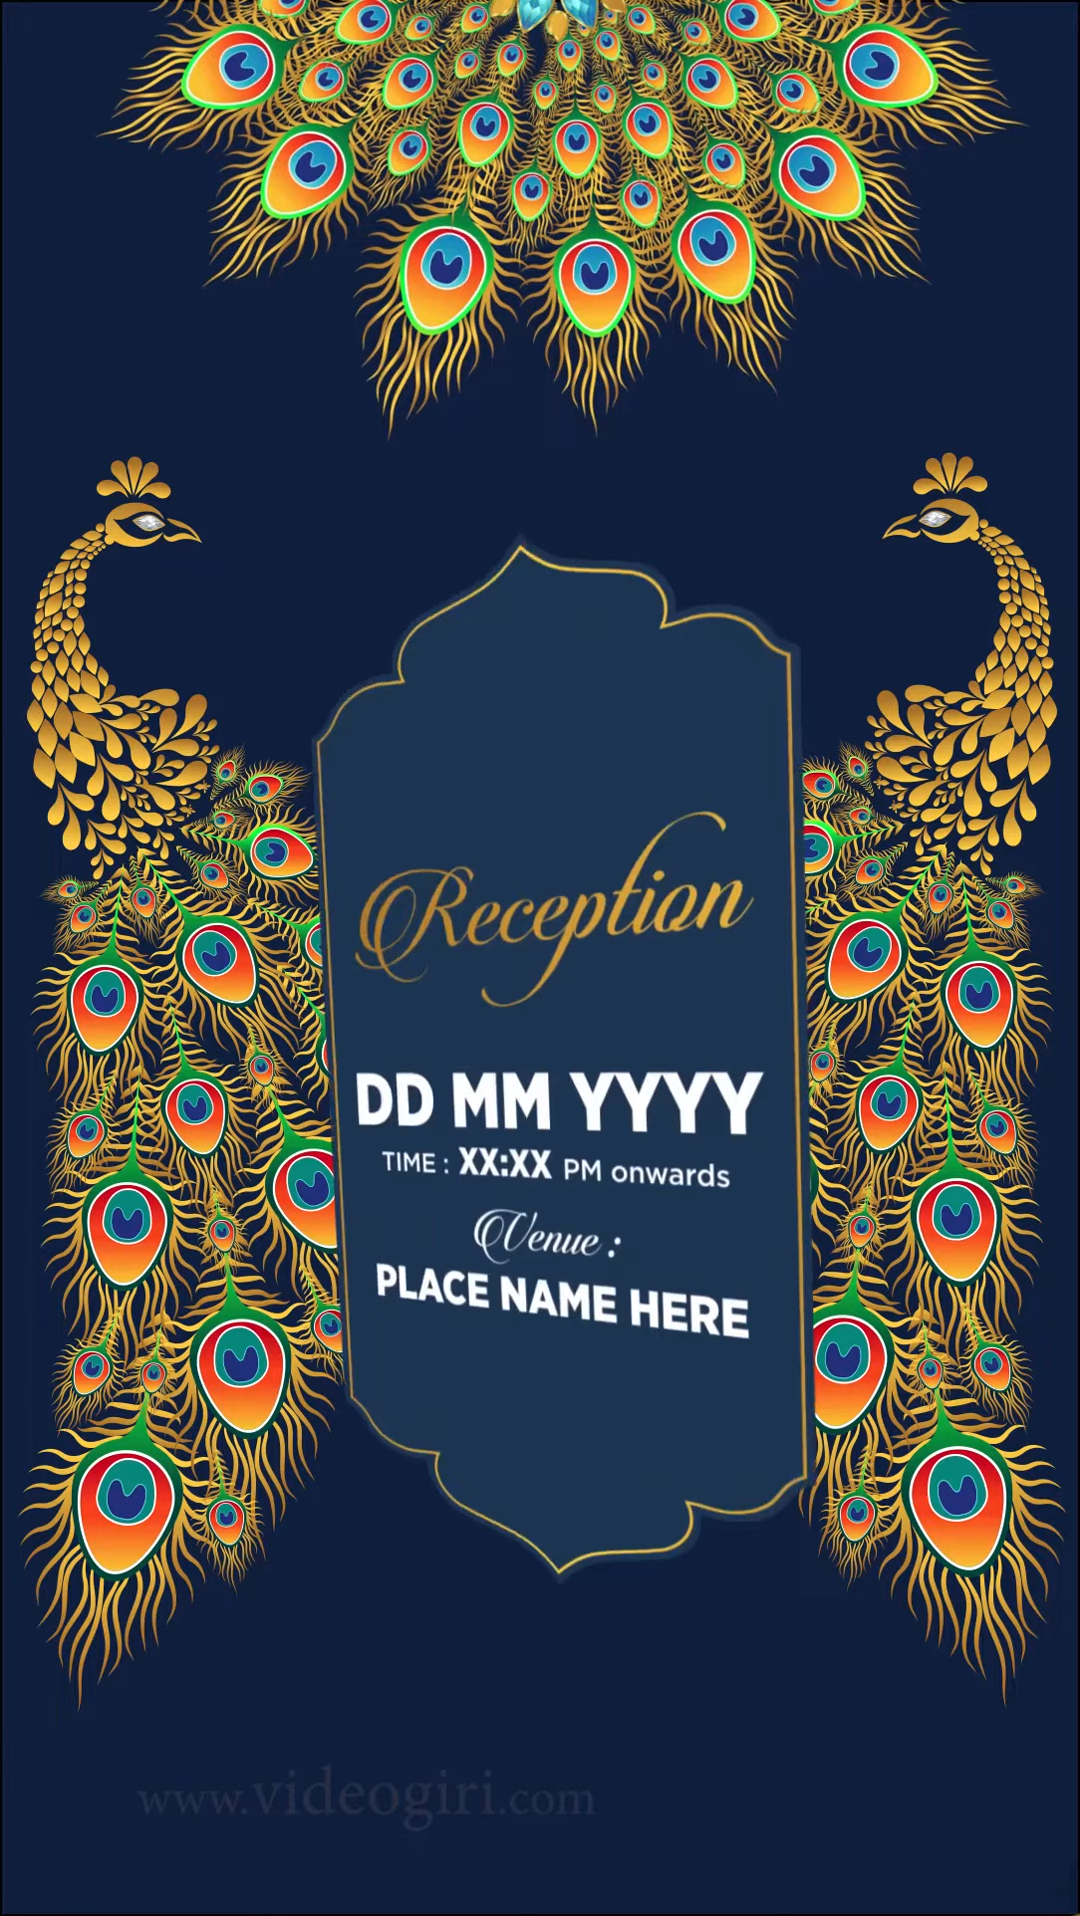 Reception
DD MM YYYY
TIME : XX:XX PM onwards
Venue :
PLACE NAME HERE
www.videogiri.com